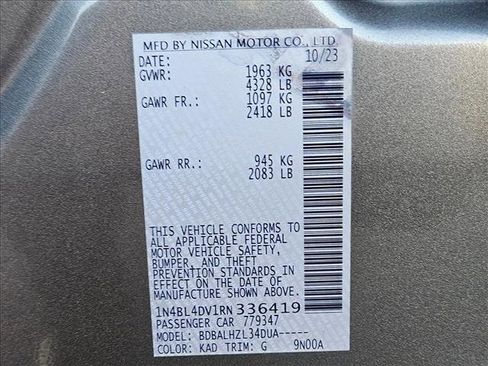 MFD BY NISSAN MOTOR CO., LTD.
DATE: 10/23
GVWR: 1963 KG
4328 LB
GAWR FR.: 1097 KG
2418 LB
GAWR RR.: 945 KG
2083 LB
THIS VEHICLE CONFORMS TO
ALL APPLICABLE FEDERAL
MOTOR VEHICLE SAFETY,
BUMPER, AND THEFT
PREVENTION STANDARDS IN
EFFECT ON THE DATE OF
MANUFACTURE SHOWN ABOVE.
1N4BL4DV1RN336419
PASSENGER CAR 779347
MODEL: BDBALHZL34DUA-----
COLOR: KAD TRIM: G 9N00A